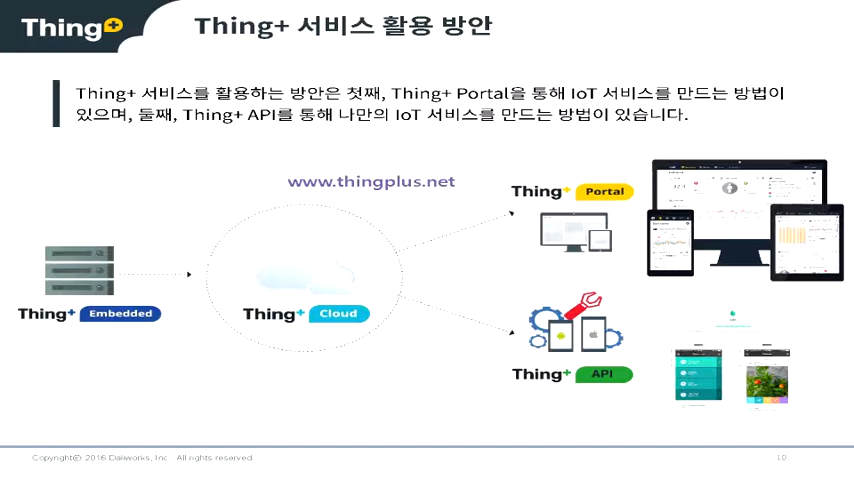 Thing+
Thing+ 서비스 활용 방안
Thing+ 서비스를 활용하는 방안은 첫째, Thing+ Portal을 통해 IoT 서비스를 만드는 방법이
있으며, 둘째, Thing+ API를 통해 나만의 IoT 서비스를 만드는 방법이 있습니다.
www.thingplus.net
Thing+ Portal
Thing+ Embedded
Thing+ Cloud
Thing+ API
Copyrightⓒ 2016 Daliworks, Inc All rights reserved
10